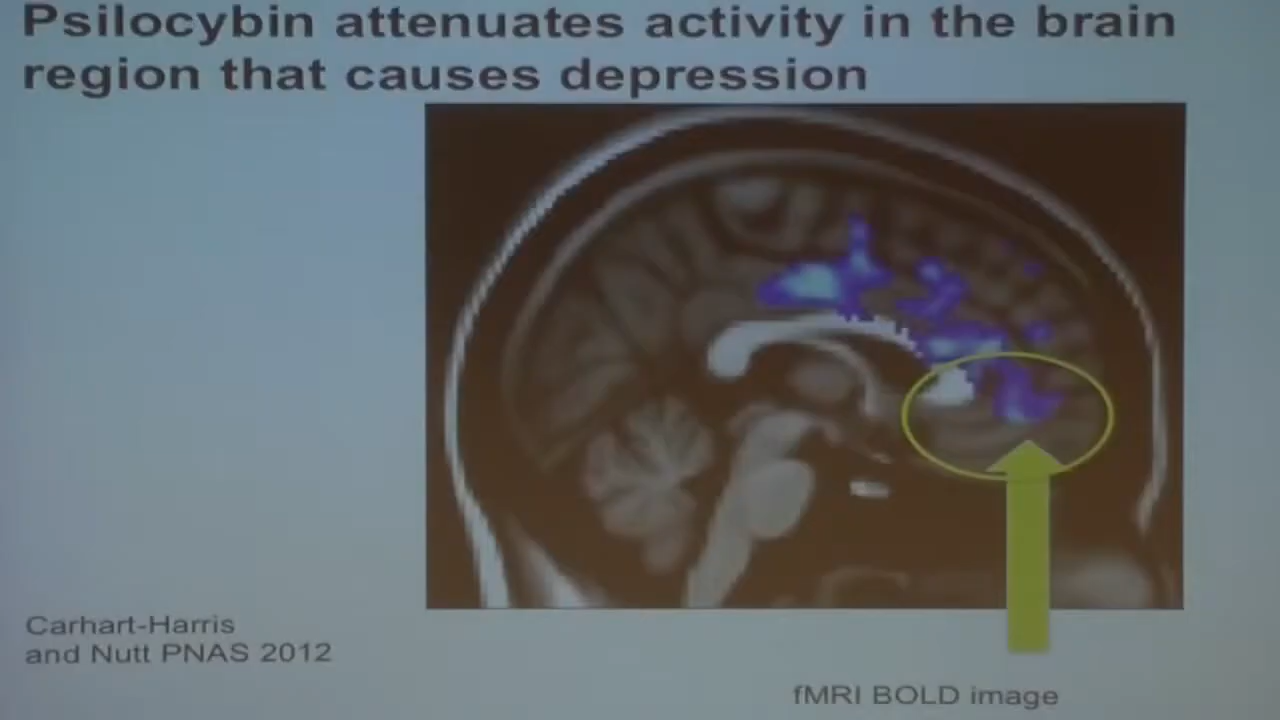 Psilocybin attenuates activity in the brain
region that causes depression
Carhart-Harris
and Nutt PNAS 2012
fMRI BOLD image